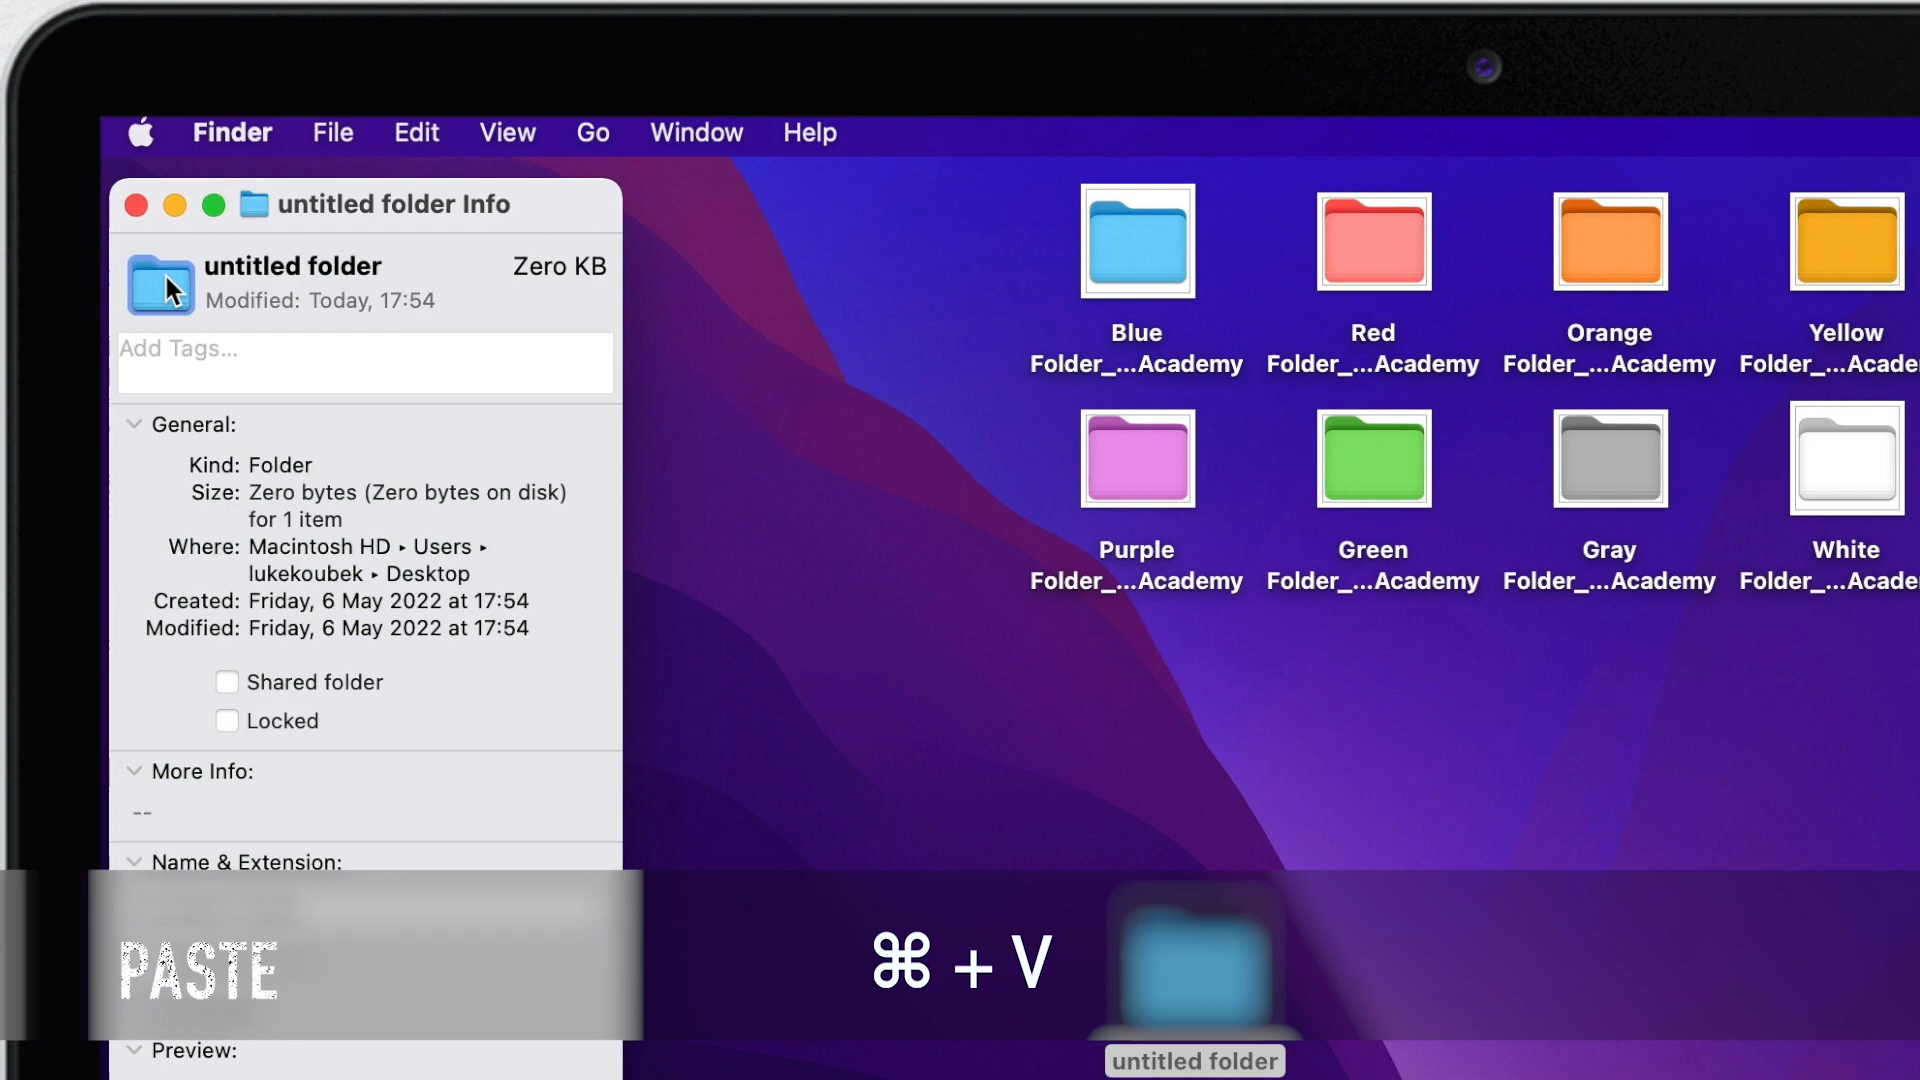 Finder File Edit View Go Window Help
untitled folder Info
untitled folder Zero KB
Modified: Today, 17:54
Add Tags...
General:
Kind: Folder
Size: Zero bytes (Zero bytes on disk)
for 1 item
Where: Macintosh HD ▸ Users ▸
lukekoubek ▸ Desktop
Created: Friday, 6 May 2022 at 17:54
Modified: Friday, 6 May 2022 at 17:54
Shared folder
Locked
More Info:
--
Name & Extension:
Preview:
Blue
Folder_...Academy
Red
Folder_...Academy
Orange
Folder_...Academy
Yellow
Folder_...Acade
Purple
Folder_...Academy
Green
Folder_...Academy
Gray
Folder_...Academy
White
Folder_...Acade
PASTE
⌘ + V
untitled folder